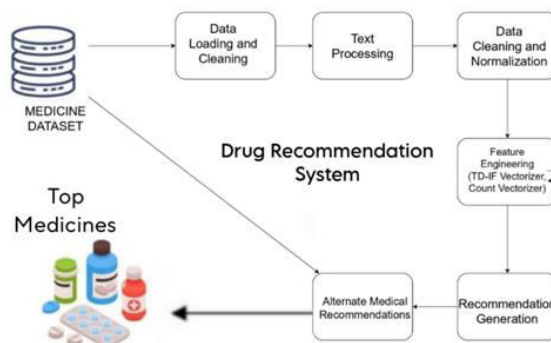 Data
Loading and
Cleaning
Text
Processing
Data
Cleaning and
Normalization
MEDICINE
DATASET
Drug Recommendation
System
Feature
Engineering
(TD-IF Vectorizer,
Count Vectorizer)
Top
Medicines
Alternate Medical
Recommendations
Recommendation
Generation